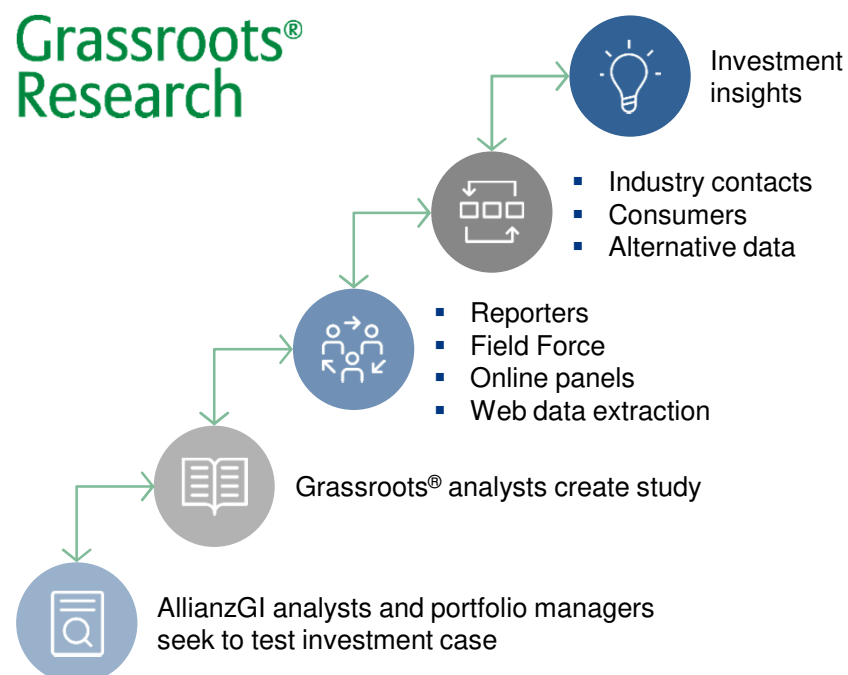 Grassroots®
Research
Investment
insights
▪ Industry contacts
▪ Consumers
▪ Alternative data
▪ Reporters
▪ Field Force
▪ Online panels
▪ Web data extraction
Grassroots® analysts create study
AllianzGI analysts and portfolio managers
seek to test investment case